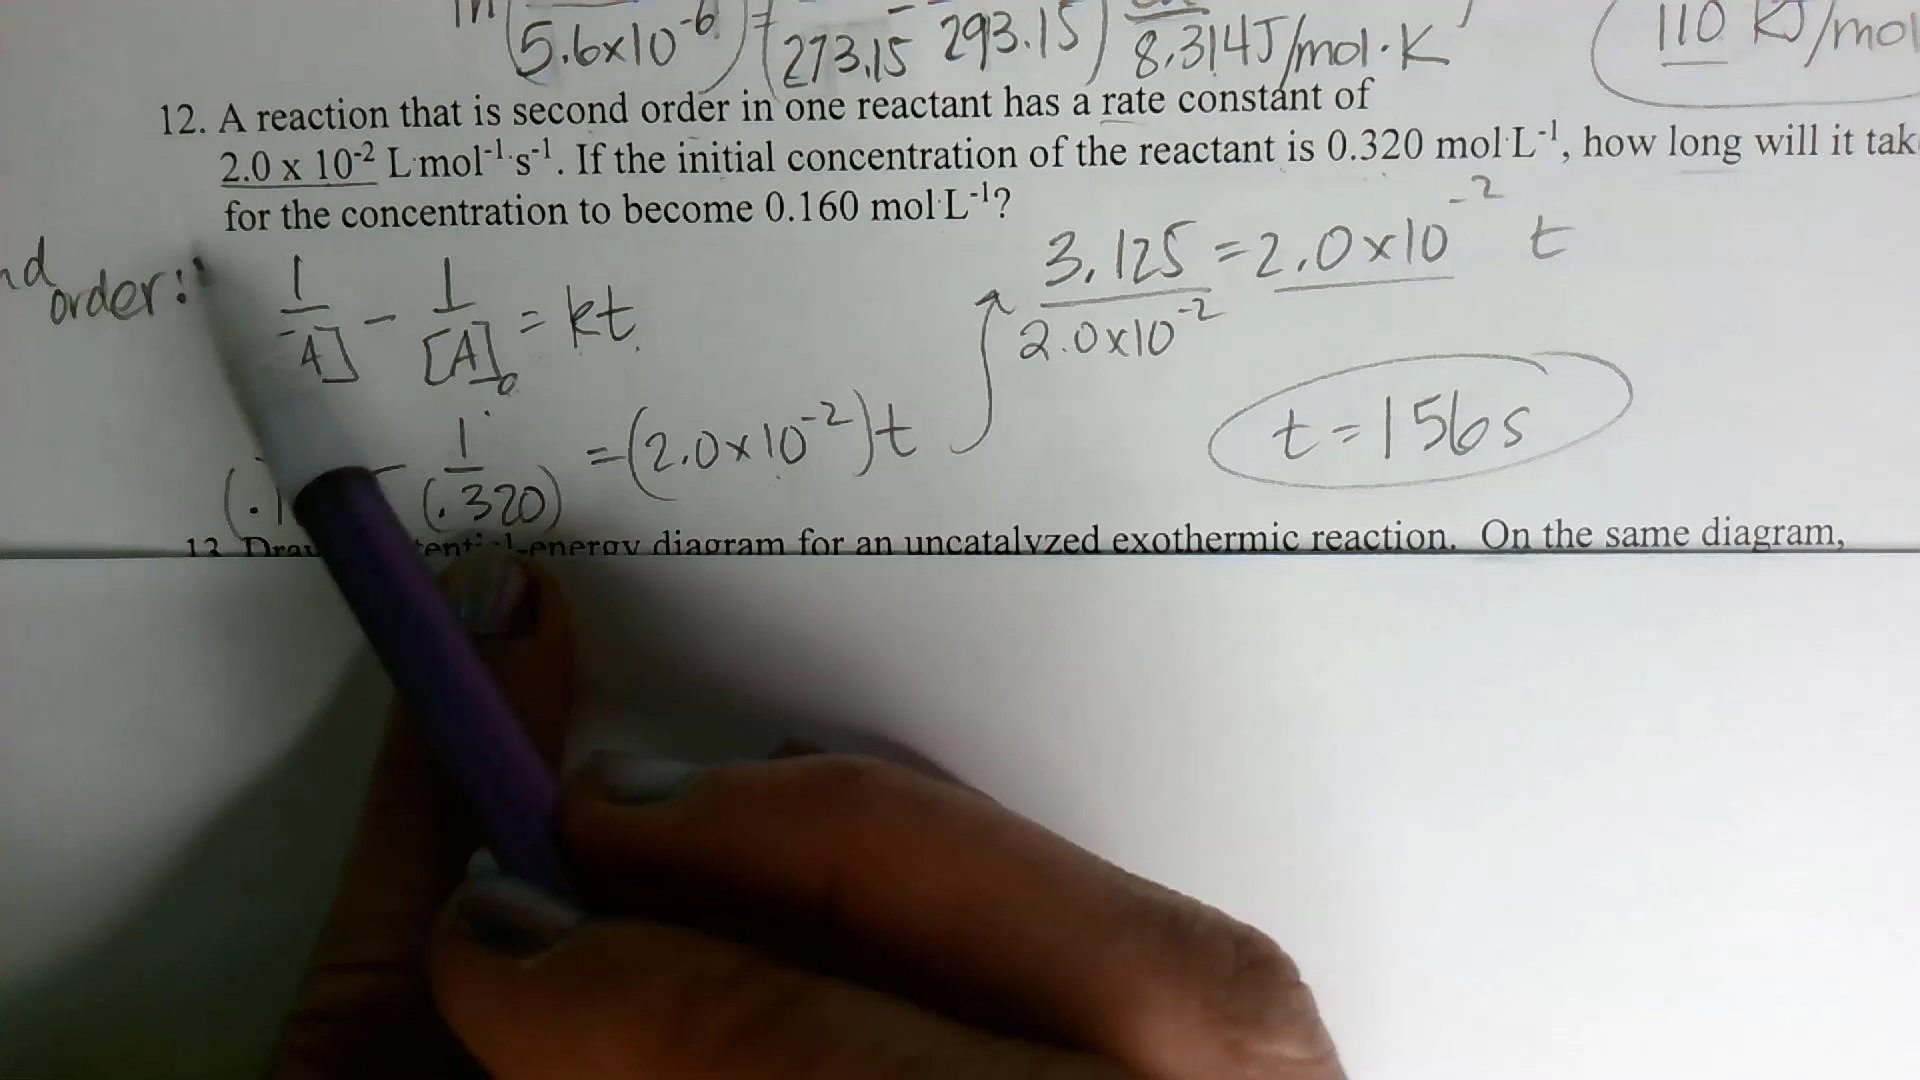 (5.6x10⁻⁶) 273.15 - 293.15) 8.314J/mol·K
110 KJ/mol
12. A reaction that is second order in one reactant has a rate constant of
2.0 x 10⁻² L·mol⁻¹·s⁻¹. If the initial concentration of the reactant is 0.320 mol·L⁻¹, how long will it
for the concentration to become 0.160 mol·L⁻¹?
order:
1/[A] - 1/[A]₀ = kt
- 1/(.320) = (2.0x10⁻²)t
3.125 = 2.0x10⁻² t
2.0x10⁻²
t = 156s
13 energy diagram for an uncatalyzed exothermic reaction. On the same diagram,